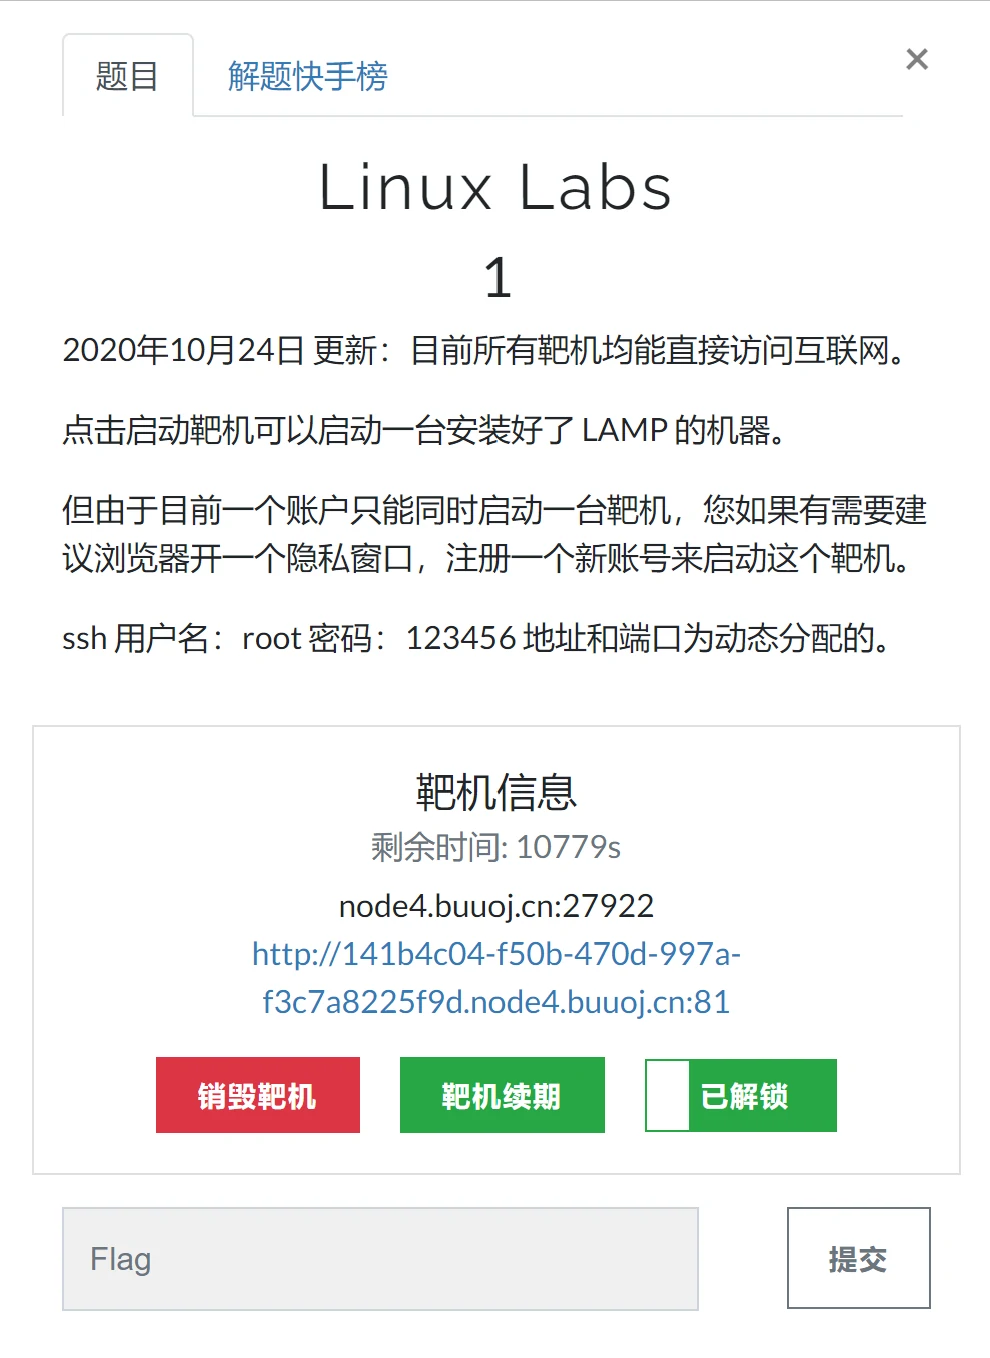 题目
解题快手榜
×
Linux Labs
1
2020年10月24日 更新：目前所有靶机均能直接访问互联网。
点击启动靶机可以启动一台安装好了 LAMP 的机器。
但由于目前一个账户只能同时启动一台靶机，您如果有需要建
议浏览器开一个隐私窗口，注册一个新账号来启动这个靶机。
ssh 用户名：root 密码：123456 地址和端口为动态分配的。
靶机信息
剩余时间: 10779s
node4.buuoj.cn:27922
http://141b4c04-f50b-470d-997a-
f3c7a8225f9d.node4.buuoj.cn:81
销毁靶机
靶机续期
已解锁
Flag
提交